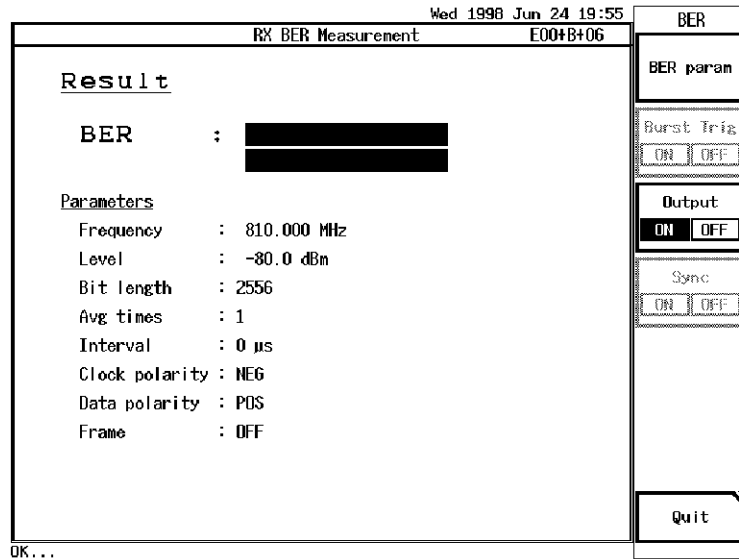 Wed 1998 Jun 24 19:55
RX BER Measurement E00+B+06
Result
BER :
Parameters
Frequency : 810.000 MHz
Level : -80.0 dBm
Bit length : 2556
Avg times : 1
Interval : 0 µs
Clock polarity : NEG
Data polarity : POS
Frame : OFF
OK...
BER
BER param
Burst Trig
ON OFF
Output
ON OFF
Sync
ON OFF
Quit